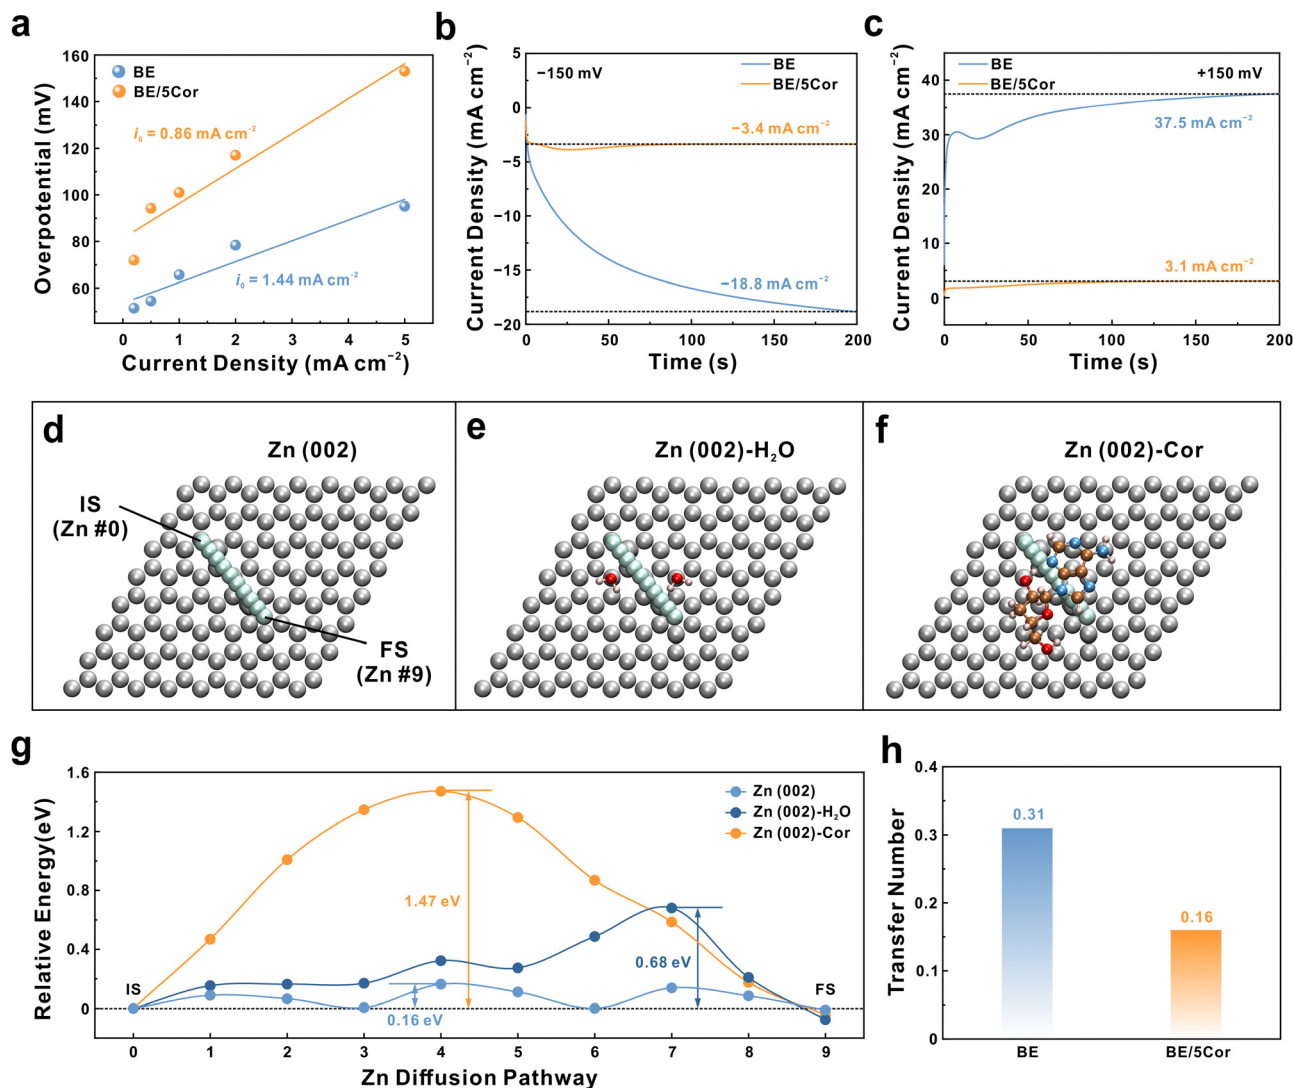 a
BE
BE/5Cor
i₀ = 0.86 mA cm⁻²
i₀ = 1.44 mA cm⁻²
160
140
120
100
80
60
0 1 2 3 4 5
Overpotential (mV)
Current Density (mA cm⁻²)
b
−150 mV
BE
BE/5Cor
−3.4 mA cm⁻²
−18.8 mA cm⁻²
5
0
−5
−10
−15
−20
0 50 100 150 200
Current Density (mA cm⁻²)
Time (s)
c
BE
BE/5Cor
+150 mV
37.5 mA cm⁻²
3.1 mA cm⁻²
40
30
20
10
0
0 50 100 150 200
Current Density (mA cm⁻²)
Time (s)
d
Zn (002)
IS
(Zn #0)
FS
(Zn #9)
e
Zn (002)-H₂O
f
Zn (002)-Cor
g
Zn (002)
Zn (002)-H₂O
Zn (002)-Cor
1.47 eV
0.68 eV
0.16 eV
IS
FS
1.6
1.2
0.8
0.4
0
0 1 2 3 4 5 6 7 8 9
Relative Energy(eV)
Zn Diffusion Pathway
h
0.4
0.3
0.2
0.1
0
0.31
0.16
BE BE/5Cor
Transfer Number